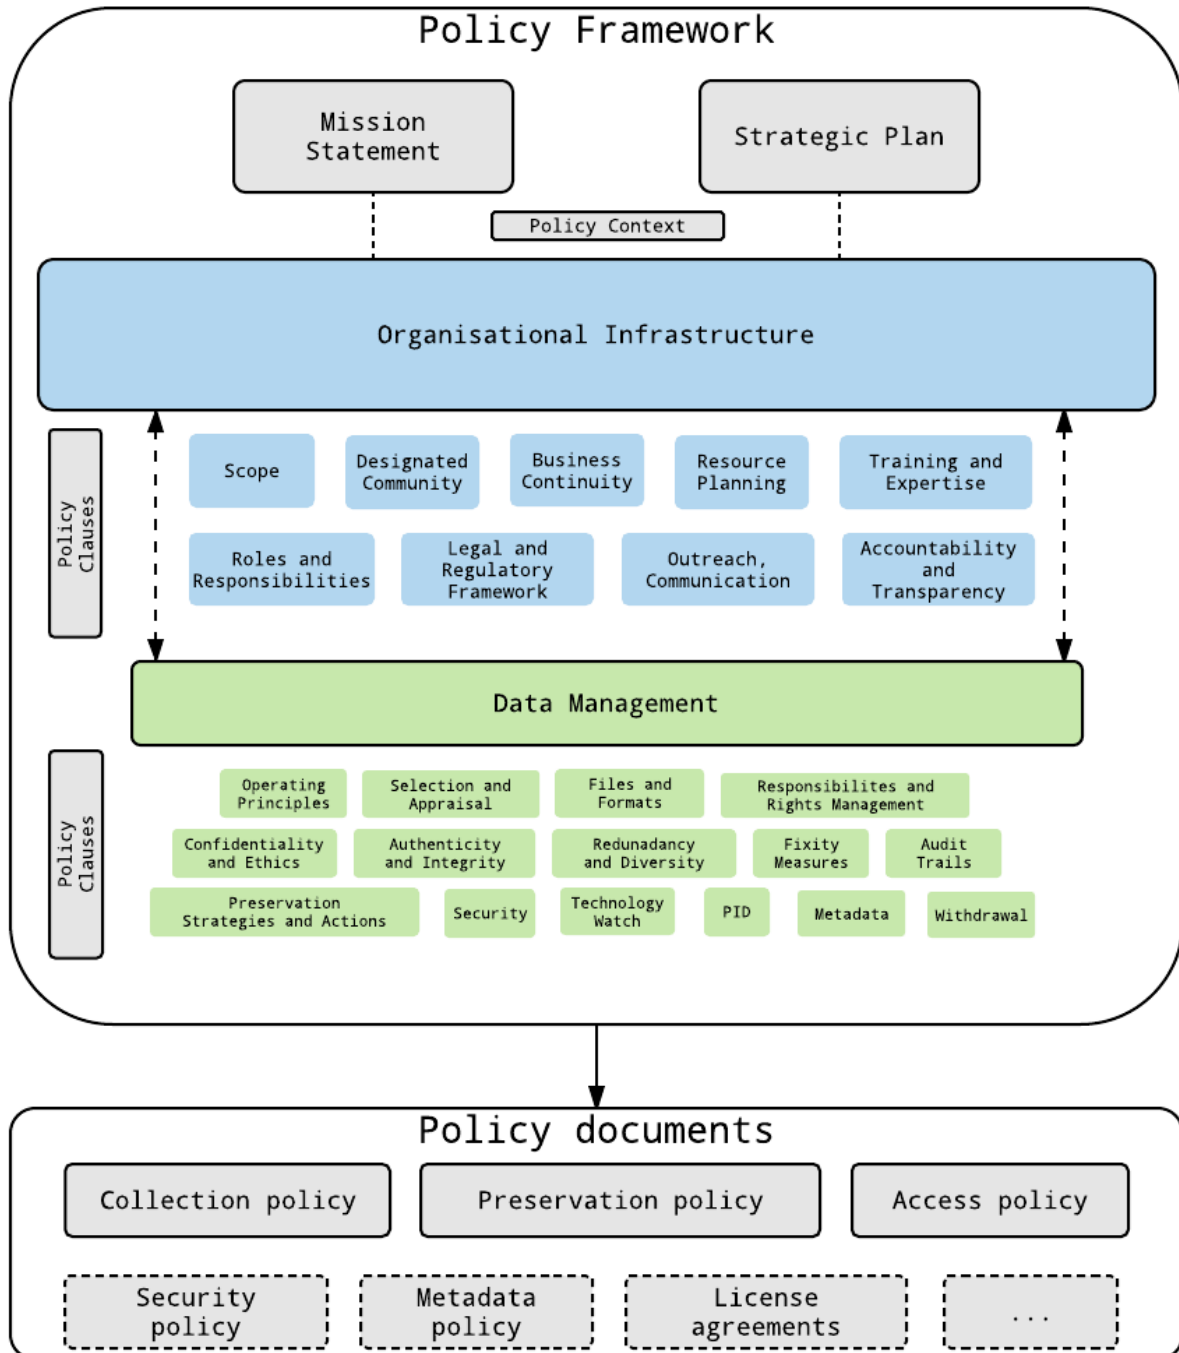 Policy Framework
Mission
Statement
Strategic Plan
Policy Context
Organisational Infrastructure
Policy
Clauses
Scope
Designated
Community
Business
Continuity
Resource
Planning
Training and
Expertise
Roles and
Responsibilities
Legal and
Regulatory
Framework
Outreach,
Communication
Accountability
and
Transparency
Data Management
Policy
Clauses
Operating
Principles
Selection and
Appraisal
Files and
Formats
Responsibilites and
Rights Management
Confidentiality
and Ethics
Authenticity
and Integrity
Redunadancy
and Diversity
Fixity
Measures
Audit
Trails
Preservation
Strategies and Actions
Security
Technology
Watch
PID
Metadata
Withdrawal
Policy documents
Collection policy
Preservation policy
Access policy
Security
policy
Metadata
policy
License
agreements
...